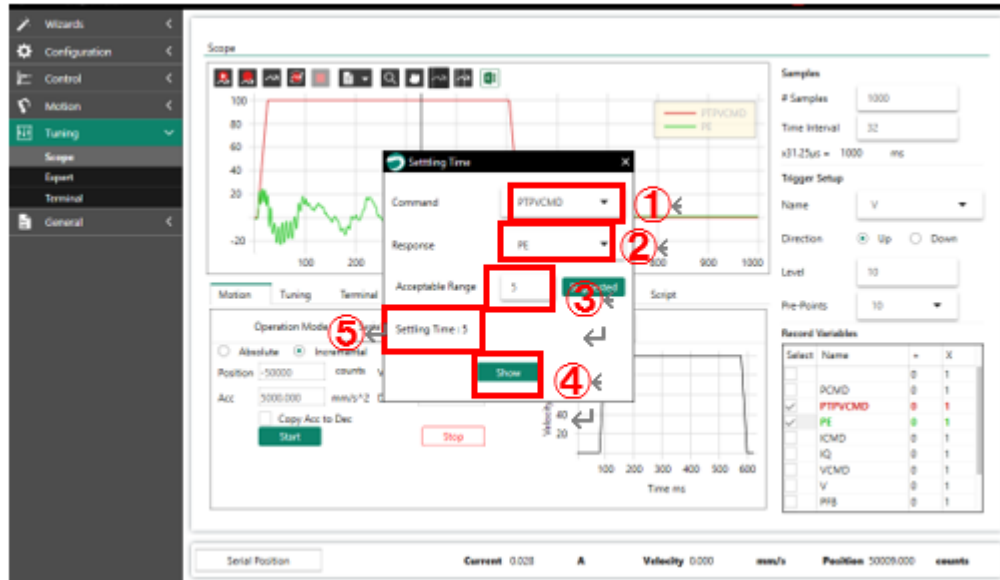 Wizards
Configuration
Control
Motion
Tuning
Scope
Expert
Terminal
General
Scope
100
80
60
40
20
-20
100 200 800 900 1000
PTPVCMD
PE
Settling Time X
Command PTPVCMD ①
Response PE ②
Acceptable Range 5 ③
⑤ Settling Time : 5
Show ④
Motion Tuning Terminal Script
Operation Mode
Absolute Incremental
Position -50000 counts V
Acc 5000.000 mm/s^2
Copy Acc to Dec
Start Stop
Velocity
40
20
100 200 300 400 500 600
Time ms
Samples
# Samples 1000
Time Interval 32
x31.25us = 1000 ms
Trigger Setup
Name V
Direction Up Down
Level 10
Pre-Points 10
Record Variables
Select Name + X
0 1
PCMD 0 1
PTPVCMD 0 1
PE 0 1
ICMD 0 1
IQ 0 1
VCMD 0 1
V 0 1
PFB 0 1
Serial Position Current 0.028 A Velocity 0.000 mm/s Position 50009.000 counts